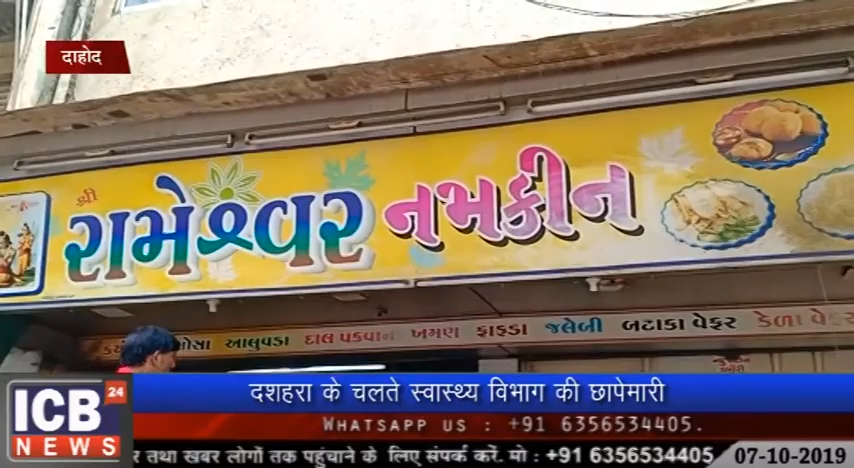 दाहोद
શ્રી
રામેશ્વર નમકીન
આલુવડા દાલ પકવાન ખમણ ફાફડા જલેબી બટાકા વેફર કેળા
ICB 24
NEWS
दशहरा के चलते स्वास्थ्य विभाग की छापेमारी
WHATSAPP US : +91 6356534405.
र तथा खबर लोगों तक पहुंचाने के लिए संपर्क करें. मो : +91 6356534405
07-10-2019